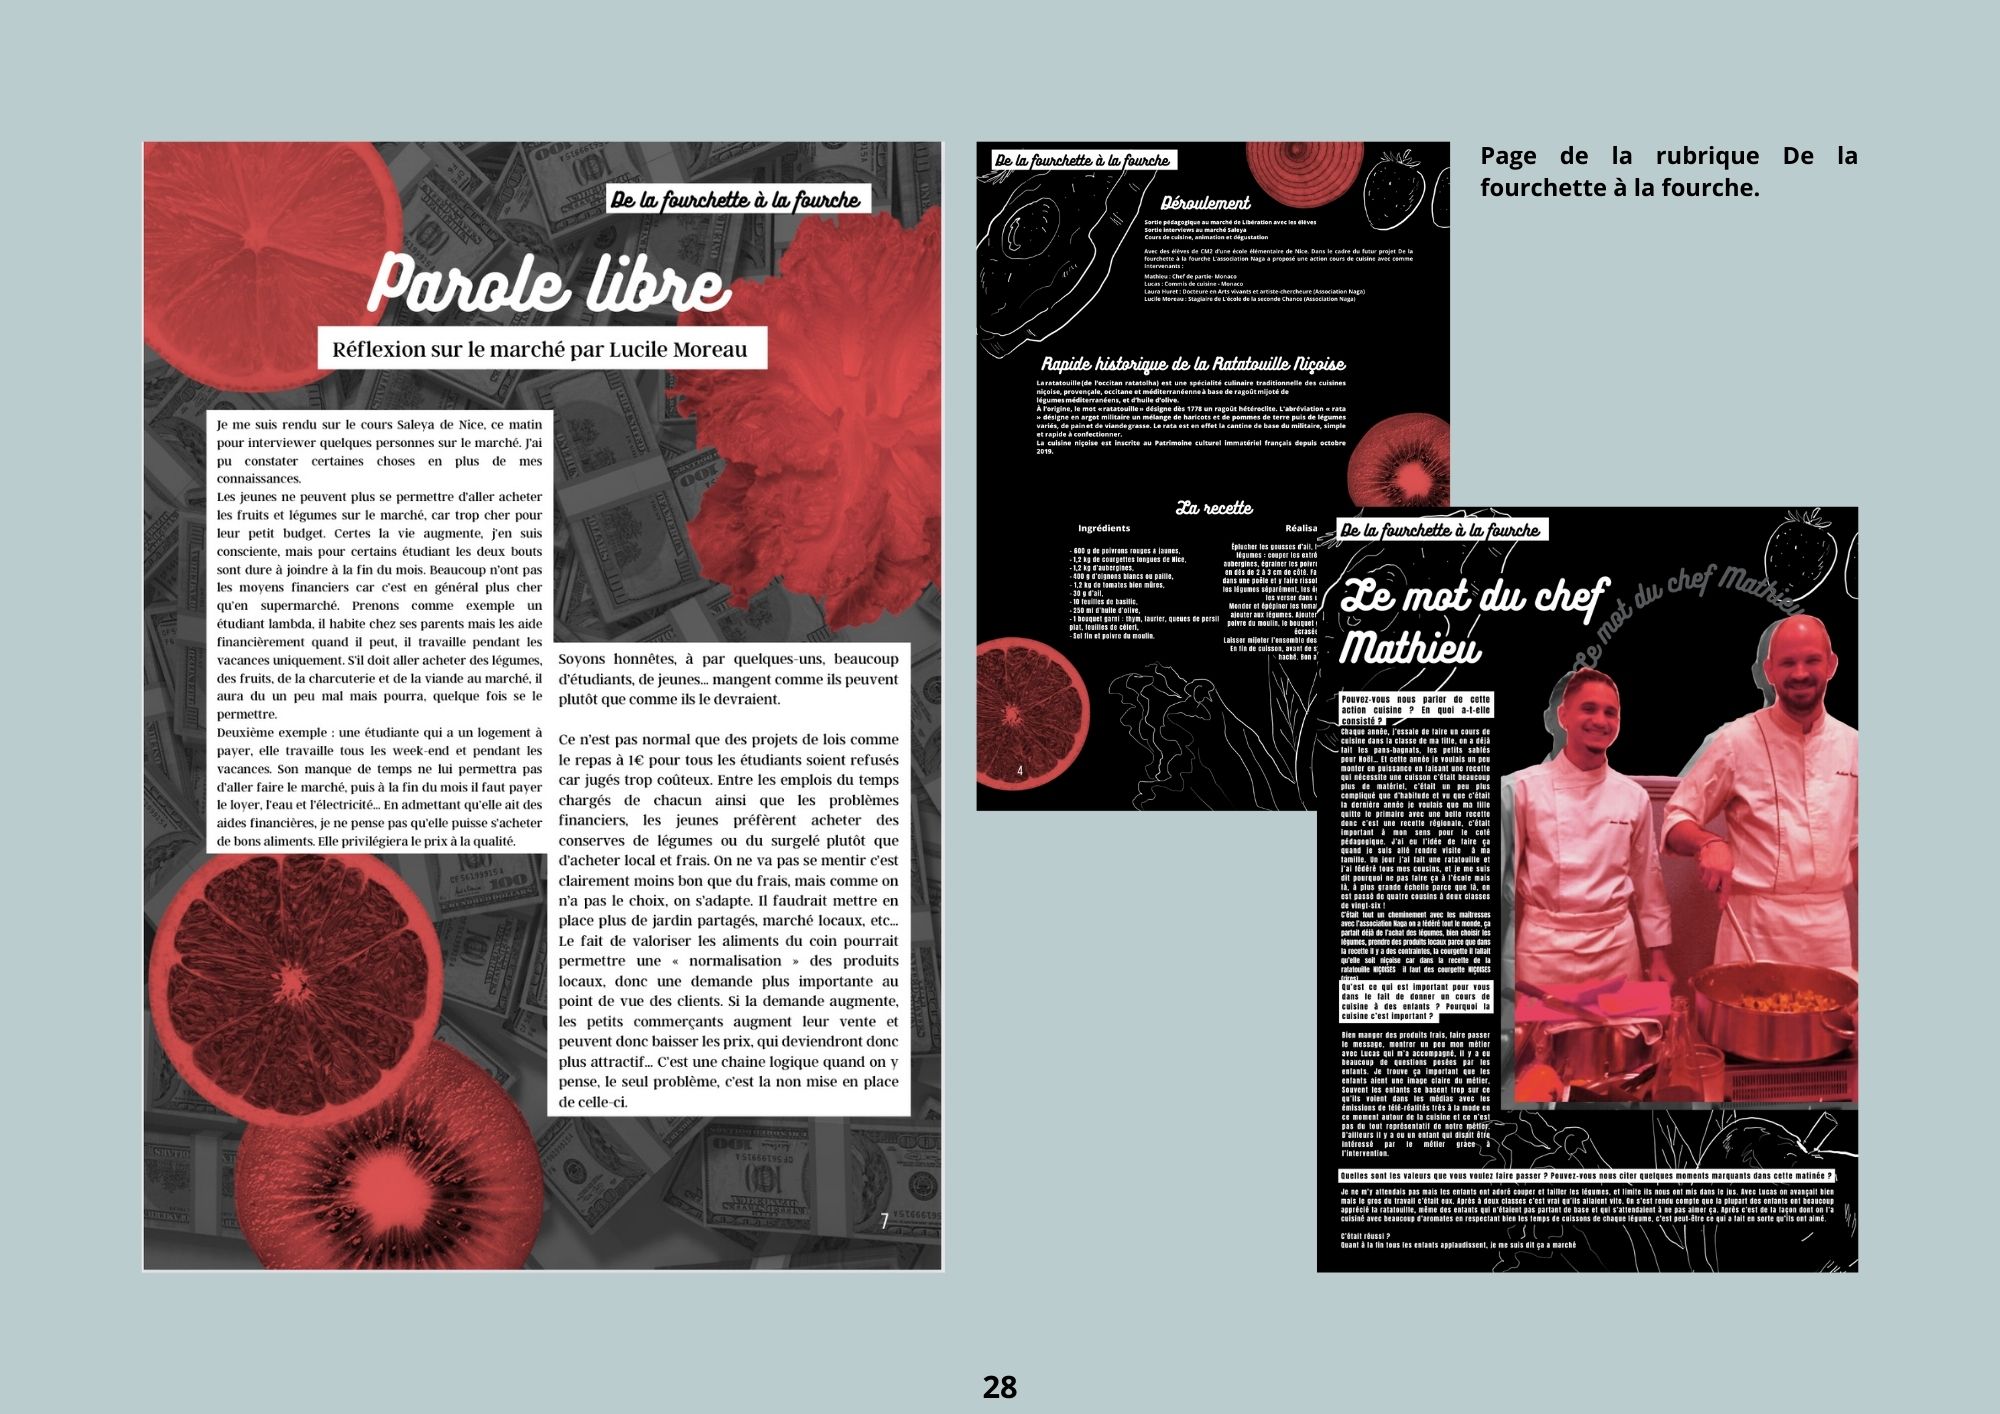 De la fourchette à la fourche
Parole libre
Réflexion sur le marché par Lucile Moreau
Je me suis rendu sur le cours Saleya de Nice, ce matin
pour interviewer quelques personnes sur le marché. J'ai
pu constater certaines choses en plus de mes
connaissances.
Les jeunes ne peuvent plus se permettre d'aller acheter
les fruits et légumes sur le marché, car trop cher pour
leur petit budget. Certes la vie augmente, j'en suis
consciente, mais pour certains étudiant les deux bouts
sont dure à joindre à la fin du mois. Beaucoup n'ont pas
les moyens financiers car c'est en général plus cher
qu'en supermarché. Prenons comme exemple un
étudiant lambda, il habite chez ses parents mais les aide
financièrement quand il peut, il travaille pendant les
vacances uniquement. S'il doit aller acheter des légumes,
des fruits, de la charcuterie et de la viande au marché, il
aura du un peu mal mais pourra, quelque fois se le
permettre.
Deuxième exemple : une étudiante qui a un logement à
payer, elle travaille tous les week-end et pendant les
vacances. Son manque de temps ne lui permettra pas
d'aller faire le marché, puis à la fin du mois il faut payer
le loyer, l'eau et l'électricité... En admettant qu'elle ait des
aides financières, je ne pense pas qu'elle puisse s'acheter
de bons aliments. Elle privilégiera le prix à la qualité.
Soyons honnêtes, à par quelques-uns, beaucoup
d'étudiants, de jeunes... mangent comme ils peuvent
plutôt que comme ils le devraient.
Ce n'est pas normal que des projets de lois comme
le repas à 1€ pour tous les étudiants soient refusés
car jugés trop coûteux. Entre les emplois du temps
chargés de chacun ainsi que les problèmes
financiers, les jeunes préfèrent acheter des
conserves de légumes ou du surgelé plutôt que
d'acheter local et frais. On ne va pas se mentir c'est
clairement moins bon que du frais, mais comme on
n'a pas le choix, on s'adapte. Il faudrait mettre en
place plus de jardin partagés, marché locaux, etc...
Le fait de valoriser les aliments du coin pourrait
permettre une « normalisation » des produits
locaux, donc une demande plus importante au
point de vue des clients. Si la demande augmente,
les petits commerçants augment leur vente et
peuvent donc baisser les prix, qui deviendront donc
plus attractif... C'est une chaine logique quand on y
pense, le seul problème, c'est la non mise en place
de celle-ci.
7
De la fourchette à la fourche
Déroulement
Sortie pédagogique au marché de Libération avec les élèves
Sortie interviews au marché Saleya
Cours de cuisine, animation et dégustation
Avec des élèves de CM2 d'une école élémentaire de Nice. Dans le cadre du futur projet De la
fourchette à la fourche L'association Naga a proposé une action cours de cuisine avec comme
intervenants :
Mathieu : Chef de partie- Monaco
Lucas : Commis de cuisine - Monaco
Laura Huret : Docteure en Arts vivants et artiste-chercheure (Association Naga)
Lucile Moreau : Stagiaire de L'école de la seconde Chance (Association Naga)
Rapide historique de la Ratatouille Niçoise
La ratatouille (de l'occitan ratatolha) est une spécialité culinaire traditionnelle des cuisines
niçoise, provençale, occitane et méditerranéenne à base de ragoût mijoté de
légumes méditerranéens, et d'huile d'olive.
À l'origine, le mot « ratatouille » désigne dès 1778 un ragoût hétéroclite. L'abréviation « rata
» désigne en argot militaire un mélange de haricots et de pommes de terre puis de légumes
variés, de pain et de viande grasse. Le rata est en effet la cantine de base du militaire, simple
et rapide à confectionner.
La cuisine niçoise est inscrite au Patrimoine culturel immatériel français depuis octobre
2019.
La recette
Ingrédients
- 600 g de poivrons rouges & jaunes,
- 1,2 kg de courgettes longues de Nice,
- 1,2 kg d'aubergines,
- 400 g d'oignons blancs ou paille,
- 1,2 kg de tomates bien mûres,
- 30 g d'ail,
- 10 feuilles de basilic,
- 250 ml d'huile d'olive,
- 1 bouquet garni : thym, laurier, queues de persil
plat, feuilles de céleri,
- Sel fin et poivre du moulin.
Réalisa
Éplucher les gousses d'ail, l
légumes : couper les extré
aubergines, égrainer les poivro
en dés de 2 à 3 cm de côté. Fa
dans une poêle et y faire rissol
les légumes séparément, les é
les verser dans
Monder et épépiner les toma
ajouter aux légumes. Ajouter
poivre du moulin, le bouquet
écrasé
Laisser mijoter l'ensemble des
En fin de cuisson, avant de s
haché. Bon a
4
De la fourchette à la fourche
Le mot du chef
Mathieu
Le mot du chef Mathieu
Pouvez-vous nous parler de cette
action cuisine ? En quoi a-t-elle
consisté ?
Chaque année, j'essaie de faire un cours de
cuisine dans la classe de ma fille, on a déjà
fait les pans-bagnats, les petits sablés
pour Noël... Et cette année je voulais un peu
monter en puissance en faisant une recette
qui nécessite une cuisson c'était beaucoup
plus de matériel, c'était un peu plus
compliqué que d'habitude et vu que c'était
la dernière année je voulais que ma fille
quitte le primaire avec une belle recette
donc c'est une recette régionale, c'était
important à mon sens pour le coté
pédagogique. J'ai eu l'idée de faire ça
quand je suis allé rendre visite à ma
famille. Un jour j'ai fait une ratatouille et
j'ai fédéré tous mes cousins, et je me suis
dit pourquoi ne pas faire ça à l'école mais
là, à plus grande échelle parce que là, on
est passé de quatre cousins à deux classes
de vingt-six !
C'était tout un cheminement avec les maîtresses
avec l'association Naga on a fédéré tout le monde, ça
partait déjà de l'achat des légumes, bien choisir les
légumes, prendre des produits locaux parce que dans
la recette il y a des contraintes, la courgette il fallait
qu'elle soit niçoise car dans la recette de la
ratatouille NIÇOISES il faut des courgette NIÇOISES
(rires)
Qu'est ce qui est important pour vous
dans le fait de donner un cours de
cuisine à des enfants ? Pourquoi la
cuisine c'est important ?
Bien manger des produits frais, faire passer
le message, montrer un peu mon métier
avec Lucas qui m'a accompagné, il y a eu
beaucoup de questions posées par les
enfants. Je trouve ça important que les
enfants aient une image claire du métier.
Souvent les enfants se basent trop sur ce
qu'ils voient dans les médias avec les
émissions de télé-réalités très à la mode en
ce moment autour de la cuisine et ce n'est
pas du tout représentatif de notre métier.
D'ailleurs il y a eu un enfant qui disait être
intéressé par le métier grâce à
l'intervention.
Quelles sont les valeurs que vous voulez faire passer ? Pouvez-vous nous citer quelques moments marquants dans cette matinée ?
Je ne m'y attendais pas mais les enfants ont adoré couper et tailler les légumes, et limite ils nous ont mis dans le jus. Avec Lucas on avançait bien
mais le gros du travail c'était eux. Après à deux classes c'est vrai qu'ils allaient vite. On s'est rendu compte que la plupart des enfants ont beaucoup
apprécié la ratatouille, même des enfants qui n'étaient pas partant de base et qui s'attendaient à ne pas aimer ça. Après c'est de la façon dont on l'a
cuisiné avec beaucoup d'aromates en respectant bien les temps de cuissons de chaque légume, c'est peut-être ce qui a fait en sorte qu'ils ont aimé.
C'était réussi ?
Quant à la fin tous les enfants applaudissent, je me suis dit ça a marché
Page de la rubrique De la
fourchette à la fourche.
28